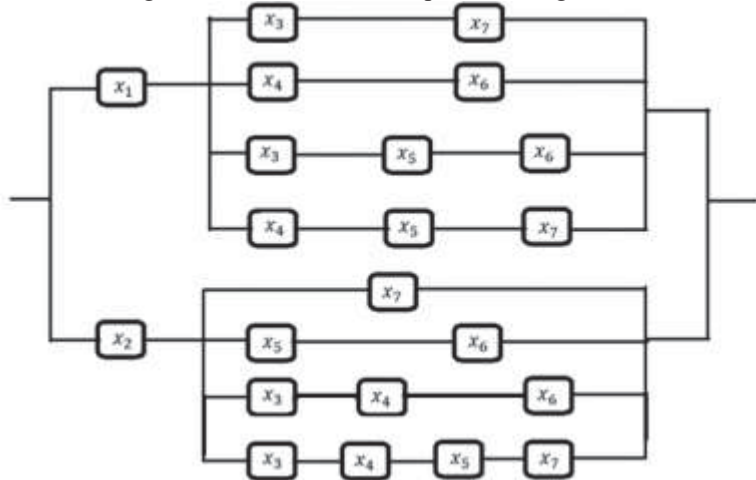 x₃ x₇
x₁ x₄ x₆
x₃ x₅ x₆
x₄ x₅ x₇
x₇
x₂ x₅ x₆
x₃ x₄ x₆
x₃ x₄ x₅ x₇